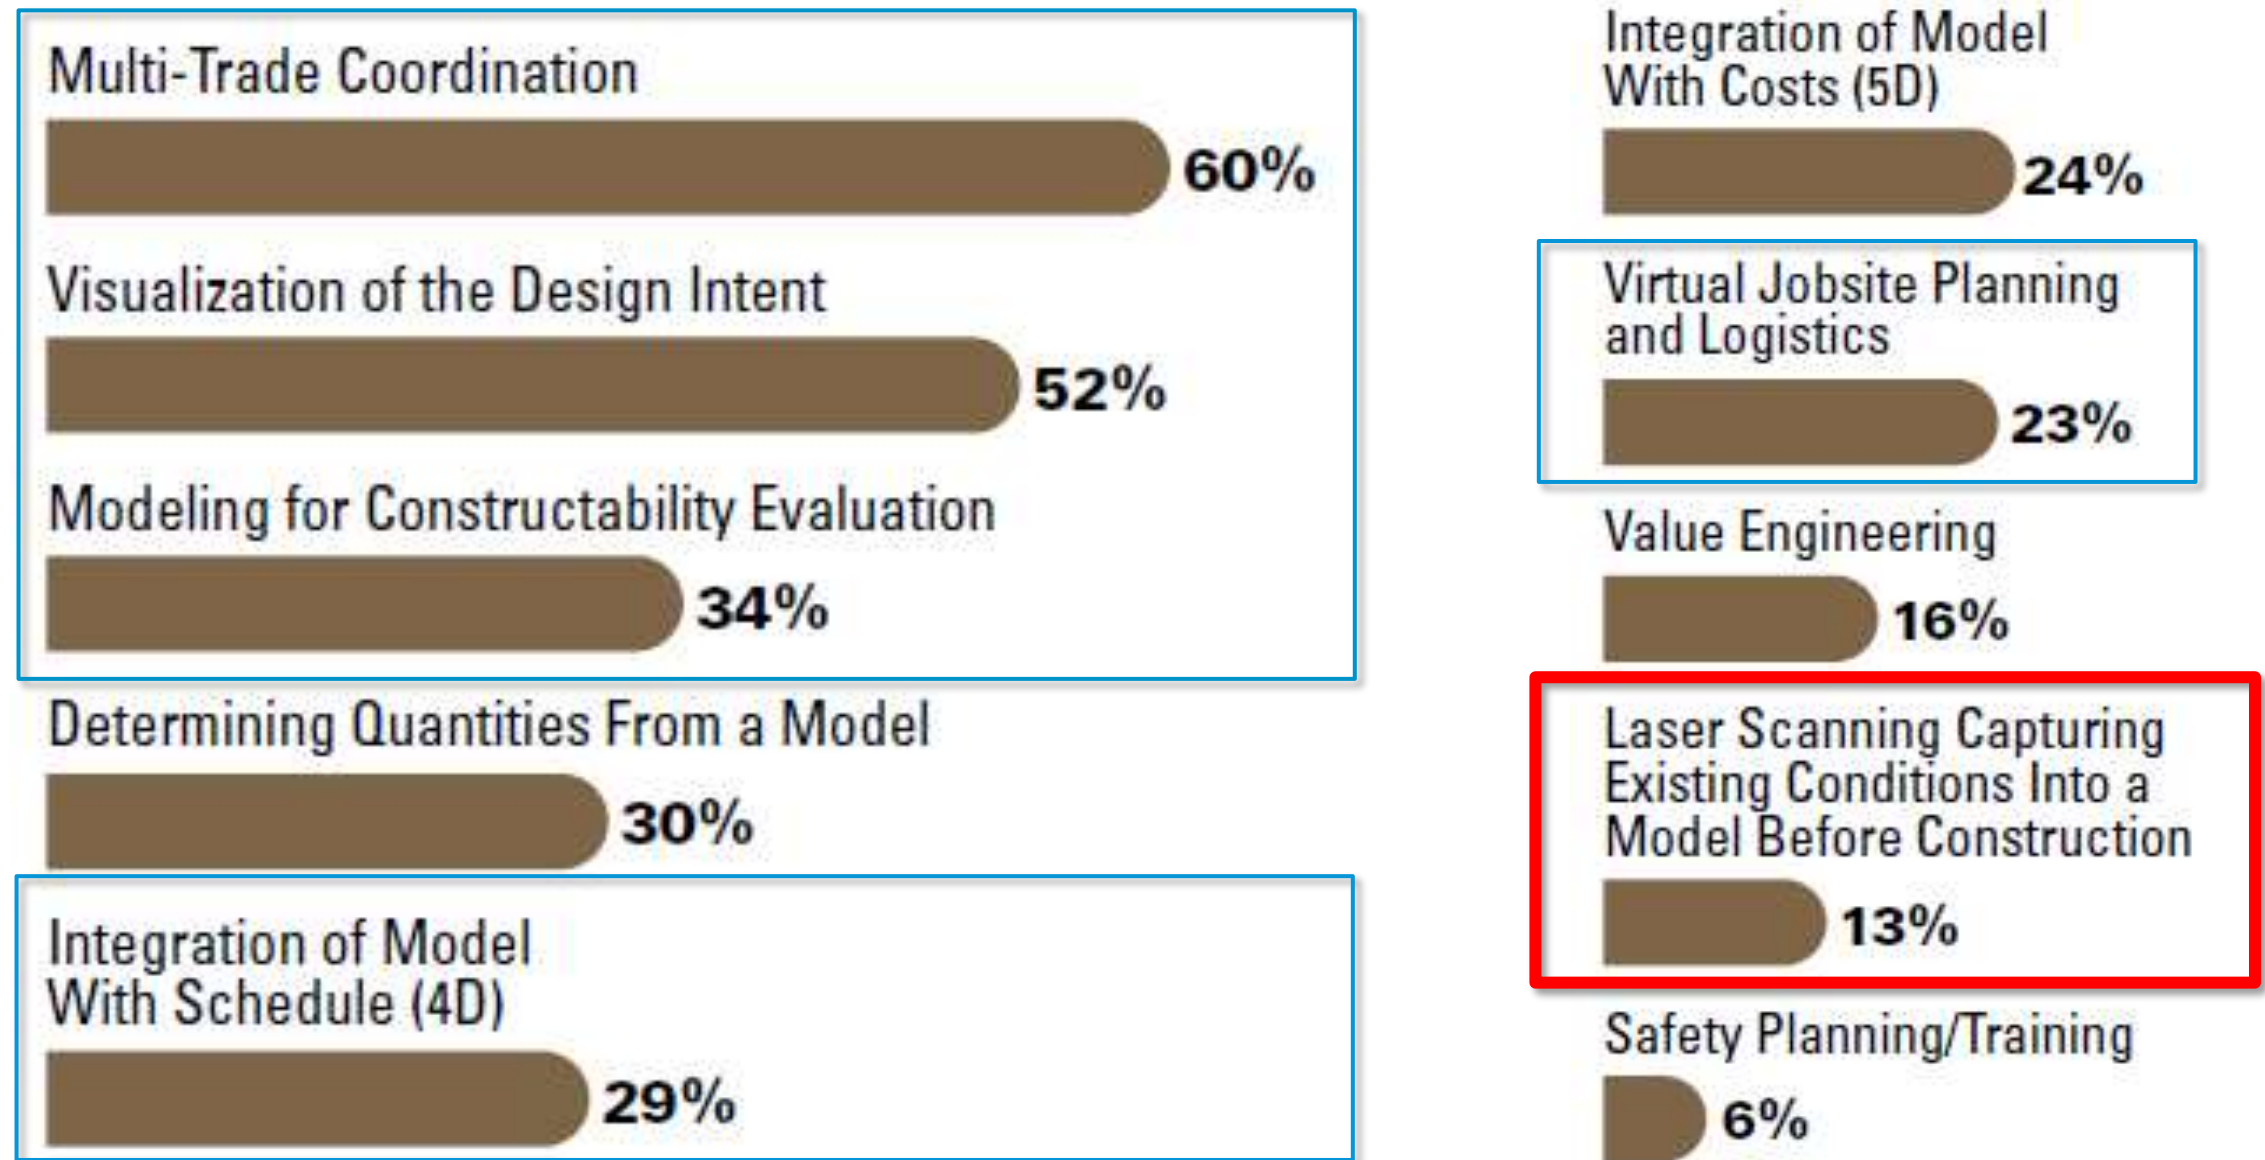 Multi-Trade Coordination
60%
Visualization of the Design Intent
52%
Modeling for Constructability Evaluation
34%
Determining Quantities From a Model
30%
Integration of Model
With Schedule (4D)
29%
Integration of Model
With Costs (5D)
24%
Virtual Jobsite Planning
and Logistics
23%
Value Engineering
16%
Laser Scanning Capturing
Existing Conditions Into a
Model Before Construction
13%
Safety Planning/Training
6%